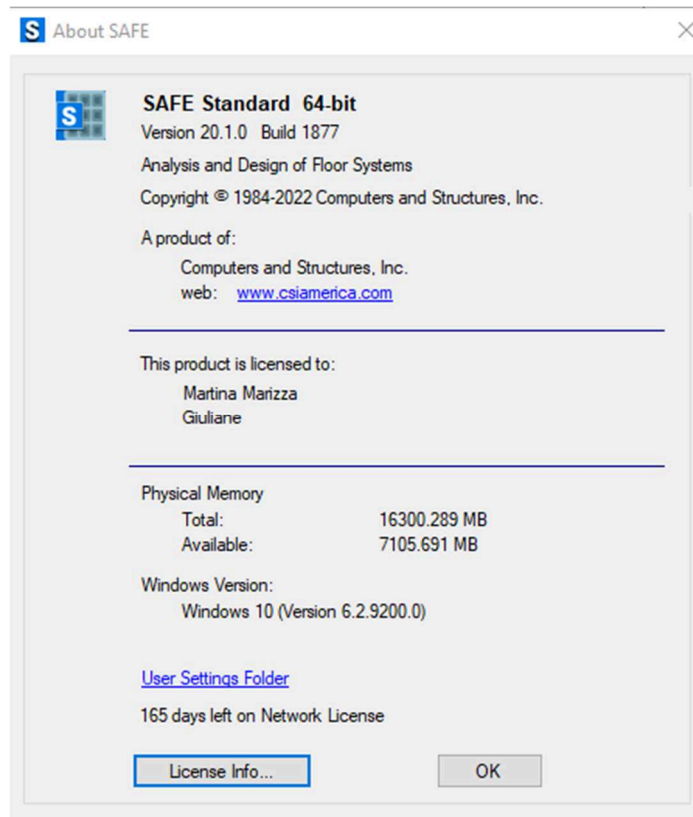 S About SAFE
S
SAFE Standard 64-bit
Version 20.1.0 Build 1877
Analysis and Design of Floor Systems
Copyright © 1984-2022 Computers and Structures, Inc.
A product of:
Computers and Structures, Inc.
web: www.csiamerica.com
This product is licensed to:
Martina Marizza
Giuliane
Physical Memory
Total: 16300.289 MB
Available: 7105.691 MB
Windows Version:
Windows 10 (Version 6.2.9200.0)
User Settings Folder
165 days left on Network License
License Info... OK